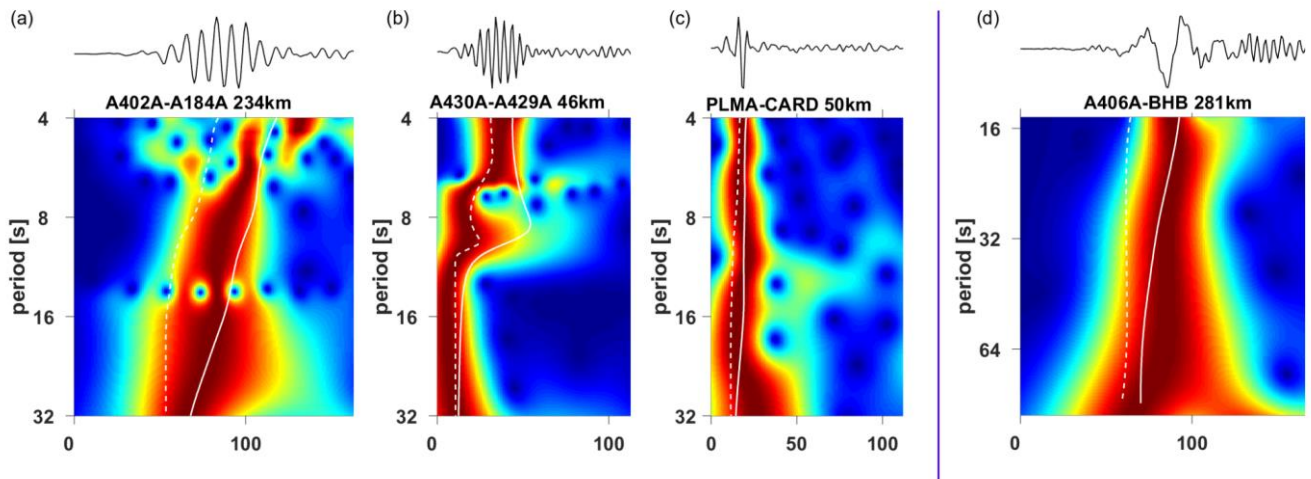 (a)
A402A-A184A 234km
period [s]
4
8
16
32
0
100
(b)
A430A-A429A 46km
period [s]
4
8
16
32
0
100
(c)
PLMA-CARD 50km
period [s]
4
8
16
32
0
50
100
(d)
A406A-BHB 281km
period [s]
16
32
64
0
100